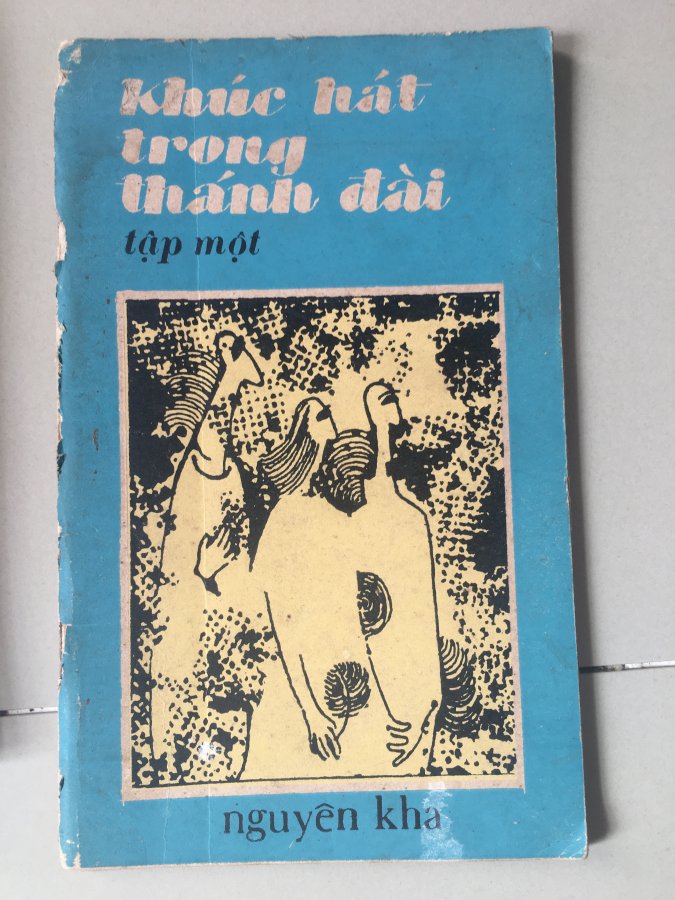 Khúc hát
trong
thánh đài
tập một
nguyên kha